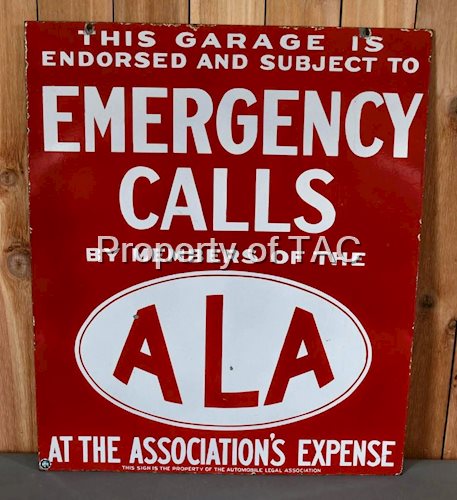 THIS GARAGE IS
ENDORSED AND SUBJECT TO
EMERGENCY
CALLS
Property of TAC
BY MEMBERS OF THE
ALA
AT THE ASSOCIATION'S EXPENSE
THIS SIGN IS THE PROPERTY OF THE AUTOMOBILE LEGAL ASSOCIATION